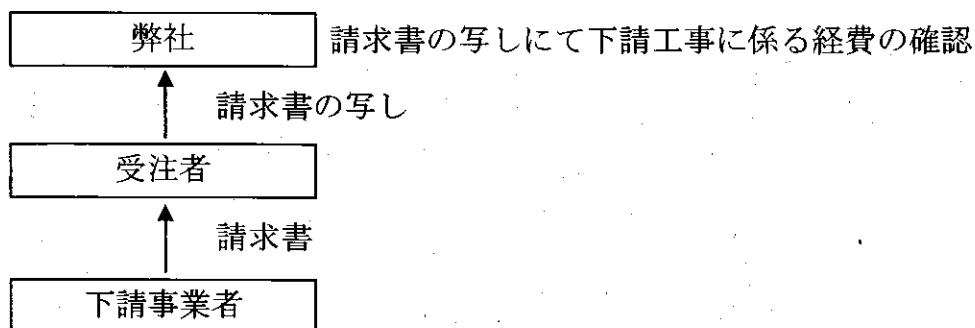 弊社 請求書の写しにて下請工事に係る経費の確認
請求書の写し
受注者
請求書
下請事業者